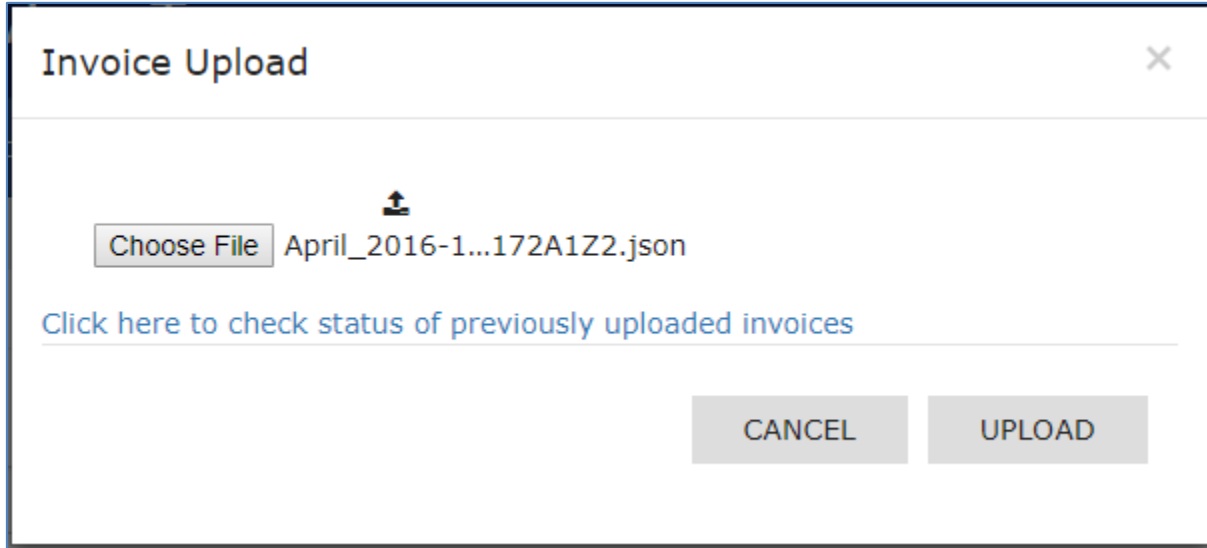 Invoice Upload
Choose File April_2016-1...172A1Z2.json
Click here to check status of previously uploaded invoices
CANCEL UPLOAD